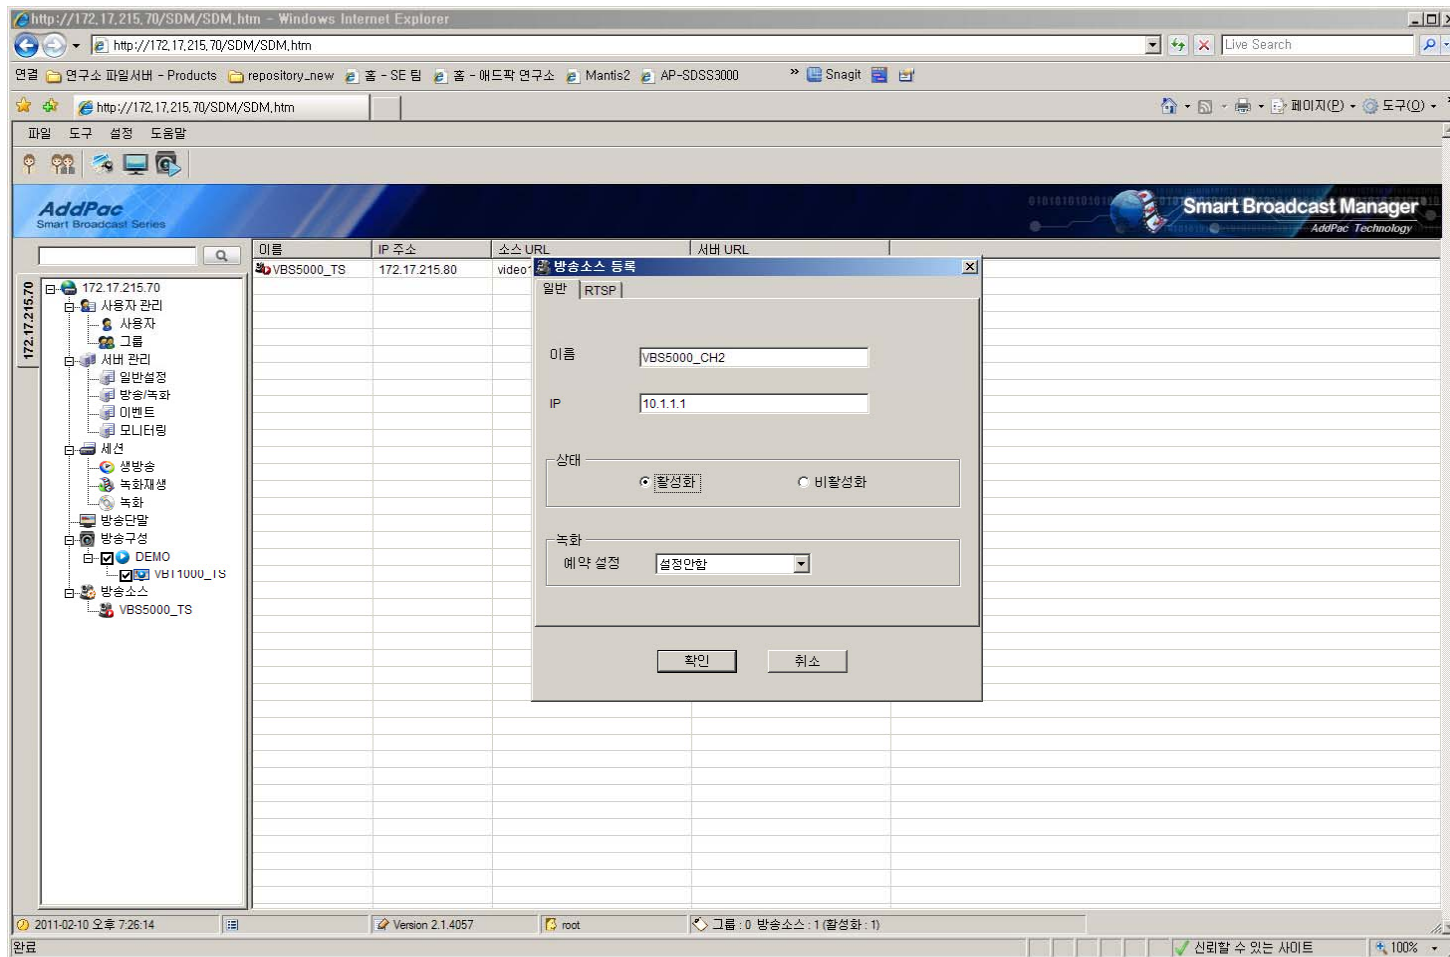 http://172.17.215.70/SDM/SDM.htm - Windows Internet Explorer
http://172.17.215.70/SDM/SDM.htm
Live Search
연결 연구소 파일서버 - Products repository_new 홈 - SE 팀 홈 - 애드팍 연구소 Mantis2 AP-SDSS3000 » Snagit
http://172.17.215.70/SDM/SDM.htm
페이지(P) 도구(O)
파일 도구 설정 도움말
AddPac
Smart Broadcast Series
Smart Broadcast Manager
AddPac Technology
이름 IP 주소 소스 URL 서버 URL
VBS5000_TS 172.17.215.80 video1
172.17.215.70
172.17.215.70
사용자 관리
사용자
그룹
서버 관리
일반설정
방송/녹화
이벤트
모니터링
세션
생방송
녹화재생
녹화
방송단말
방송구성
DEMO
VBT1000_TS
방송소스
VBS5000_TS
방송소스 등록
일반 RTSP
이름 VBS5000_CH2
IP 10.1.1.1
상태
활성화 비활성화
녹화
예약 설정 설정안함
확인 취소
2011-02-10 오후 7:26:14 Version 2.1.4057 root 그룹 : 0 방송소스 : 1 (활성화 : 1)
완료 신뢰할 수 있는 사이트 100%